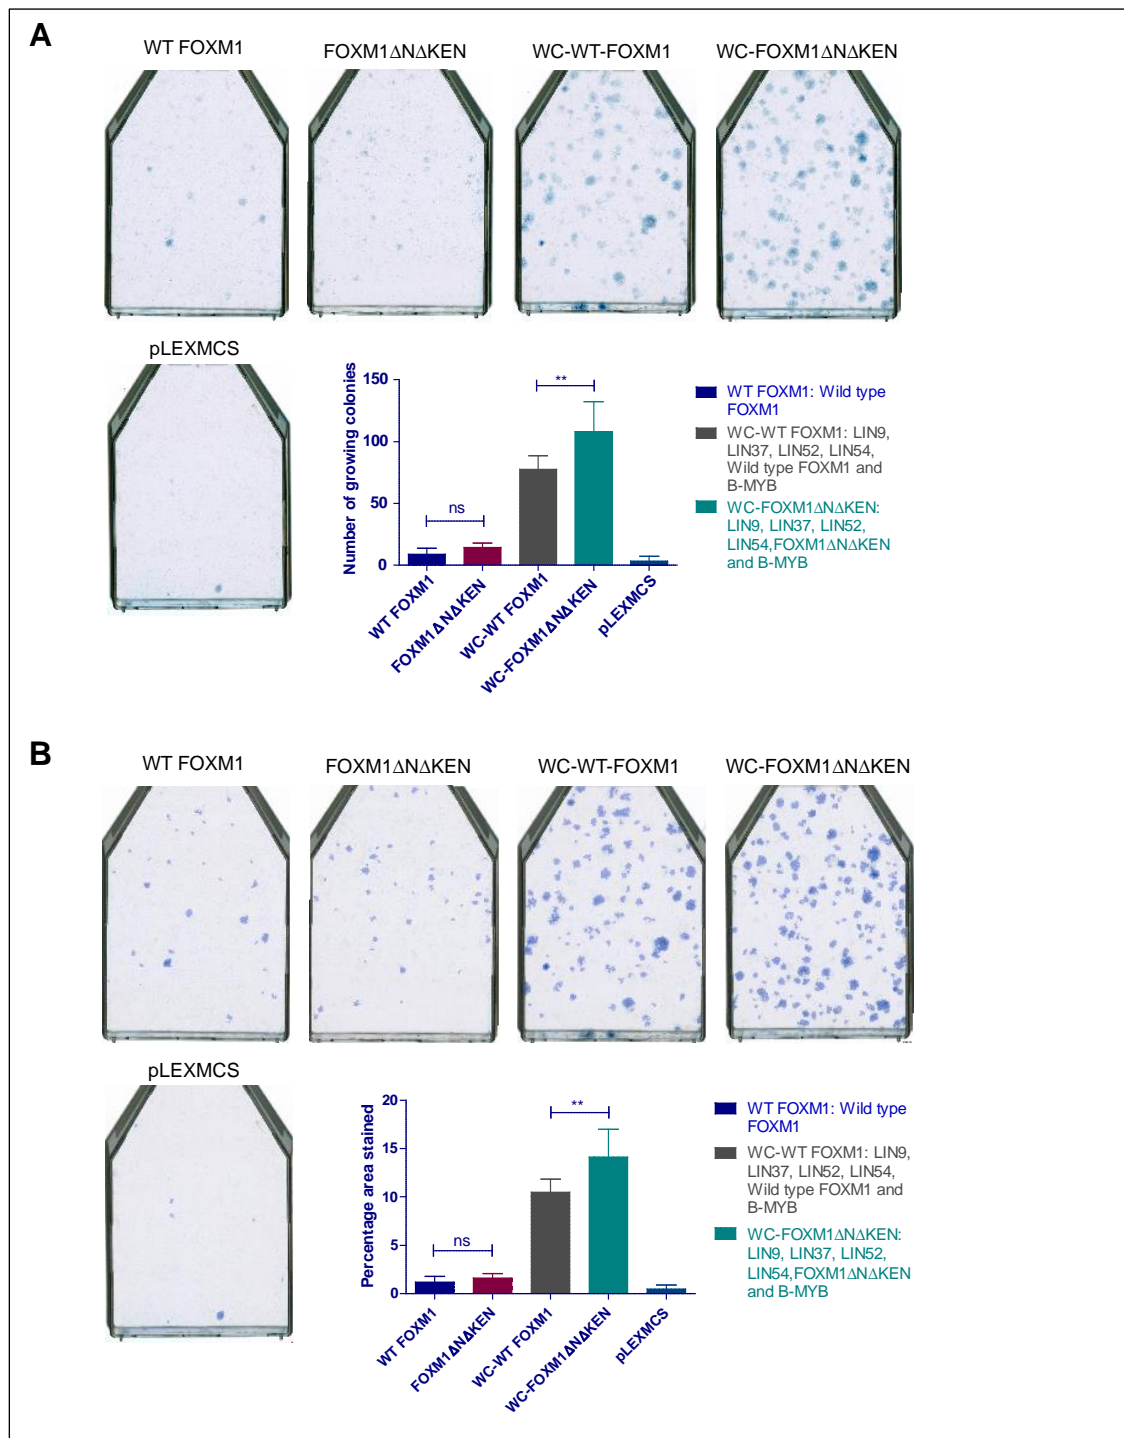 A
WT FOXM1
FOXM1ΔNΔKEN
WC-WT-FOXM1
WC-FOXM1ΔNΔKEN
pLEXMCS
Number of growing colonies
150
100
50
0
ns
**
WT FOXM1
FOXM1ΔNΔKEN
WC-WT FOXM1
WC-FOXM1ΔNΔKEN
pLEXMCS
WT FOXM1: Wild type
FOXM1
WC-WT FOXM1: LIN9,
LIN37, LIN52, LIN54,
Wild type FOXM1 and
B-MYB
WC-FOXM1ΔNΔKEN:
LIN9, LIN37, LIN52,
LIN54,FOXM1ΔNΔKEN
and B-MYB
B
WT FOXM1
FOXM1ΔNΔKEN
WC-WT-FOXM1
WC-FOXM1ΔNΔKEN
pLEXMCS
Percentage area stained
20
15
10
5
0
ns
**
WT FOXM1
FOXM1ΔNΔKEN
WC-WT FOXM1
WC-FOXM1ΔNΔKEN
pLEXMCS
WT FOXM1: Wild type
FOXM1
WC-WT FOXM1: LIN9,
LIN37, LIN52, LIN54,
Wild type FOXM1 and
B-MYB
WC-FOXM1ΔNΔKEN:
LIN9, LIN37, LIN52,
LIN54,FOXM1ΔNΔKEN
and B-MYB